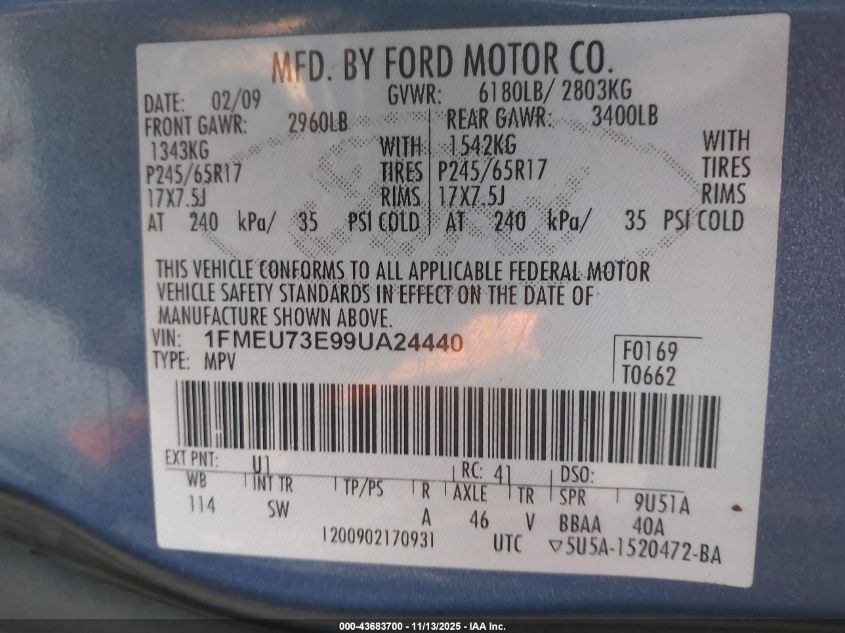 MFD. BY FORD MOTOR CO.
DATE: 02/09 GVWR: 6180LB/ 2803KG
FRONT GAWR: 2960LB REAR GAWR: 3400LB
1343KG WITH 1542KG WITH
P245/65R17 TIRES P245/65R17 TIRES
17X7.5J RIMS 17X7.5J RIMS
AT 240 kPa/ 35 PSI COLD AT 240 kPa/ 35 PSI COLD
THIS VEHICLE CONFORMS TO ALL APPLICABLE FEDERAL MOTOR
VEHICLE SAFETY STANDARDS IN EFFECT ON THE DATE OF
MANUFACTURE SHOWN ABOVE.
VIN: 1FMEU73E99UA24440 F0169
TYPE: MPV T0662
EXT PNT: U1 RC: 41 DSO:
WB INT TR TP/PS R AXLE TR SPR 9U51A
114 SW A 46 V BBAA 40A
1200902170931 UTC ▽5U5A-1520472-BA
000-43683700 - 11/13/2025 - IAA Inc.